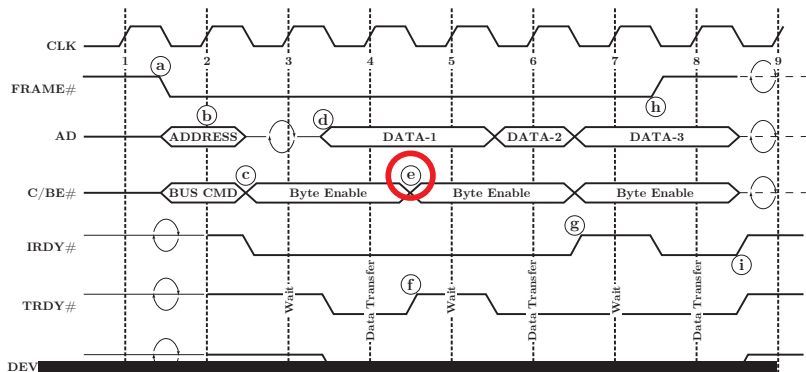 CLK
1 2 3 4 5 6 7 8 9
a
FRAME#
h
b
d
AD ADDRESS DATA-1 DATA-2 DATA-3
c e
C/BE# BUS CMD Byte Enable Byte Enable Byte Enable
g
IRDY#
i
f
TRDY#
Wait Data Transfer Wait Data Transfer Wait Data Transfer
DEV